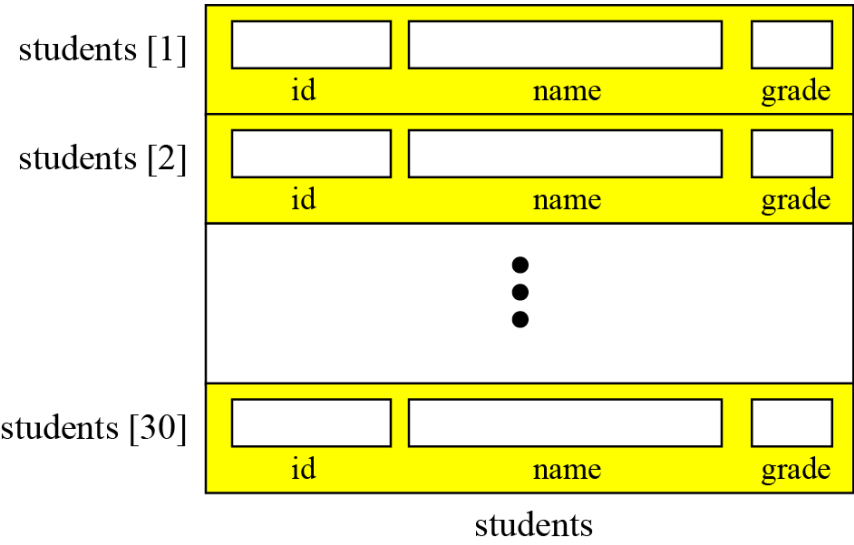 students [1]
id name grade
students [2]
id name grade
students [30]
id name grade
students